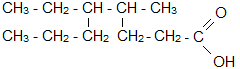 O
CH₃ - CH₂ - CH - CH - CH₃
CH₃ - CH₂ - CH₂ CH₂ - CH₂ - C
OH